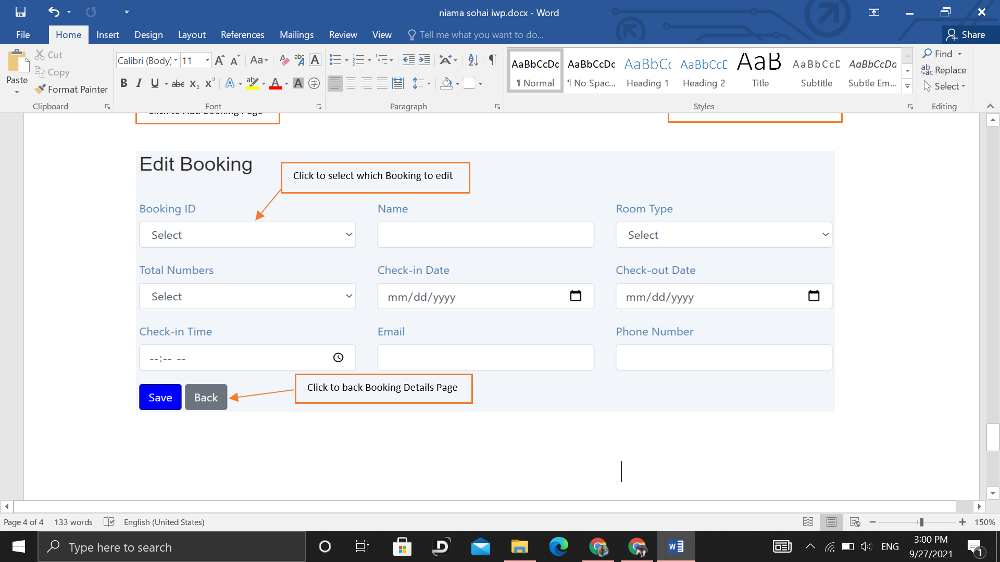 niama sohai iwp.docx - Word
File Home Insert Design Layout References Mailings Review View Tell me what you want to do... Share
Paste
Cut
Copy
Format Painter
Clipboard
Calibri (Body) 11
Font
Paragraph
AaBbCcDc AaBbCcDc AaBbCc AaBbCcD AaB AaBbCcD AaBbCcDa
¶ Normal ¶ No Spac... Heading 1 Heading 2 Title Subtitle Subtle Em...
Styles
Find
Replace
Select
Editing
Click to Add Booking Page
Edit Booking
Click to select which Booking to edit
Booking ID Name Room Type
Select Select
Total Numbers Check-in Date Check-out Date
Select mm/dd/yyyy mm/dd/yyyy
Check-in Time Email Phone Number
--:-- --
Save Back
Click to back Booking Details Page
Page 4 of 4 133 words English (United States) 150%
Type here to search
ENG
3:00 PM
9/27/2021
1